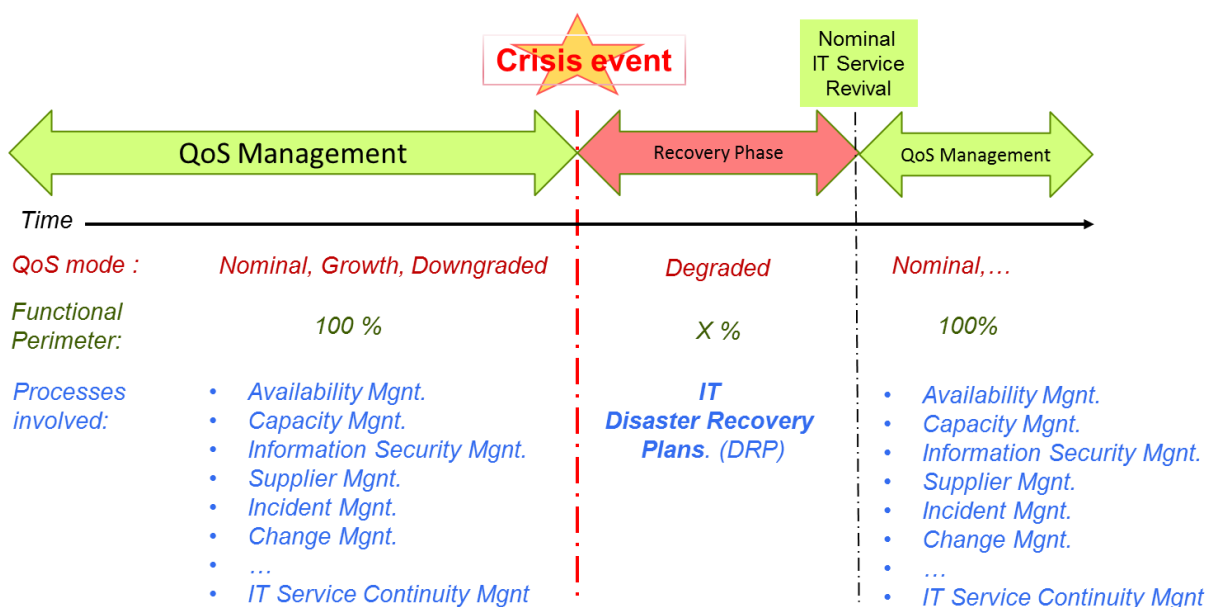 Crisis event
Nominal
IT Service
Revival
QoS Management
Recovery Phase
QoS Management
Time
QoS mode :
Nominal, Growth, Downgraded
Degraded
Nominal,…
Functional
Perimeter:
100 %
X %
100%
Processes
involved:
• Availability Mgnt.
• Capacity Mgnt.
• Information Security Mgnt.
• Supplier Mgnt.
• Incident Mgnt.
• Change Mgnt.
• …
• IT Service Continuity Mgnt
IT
Disaster Recovery
Plans. (DRP)
• Availability Mgnt.
• Capacity Mgnt.
• Information Security Mgnt.
• Supplier Mgnt.
• Incident Mgnt.
• Change Mgnt.
• …
• IT Service Continuity Mgnt